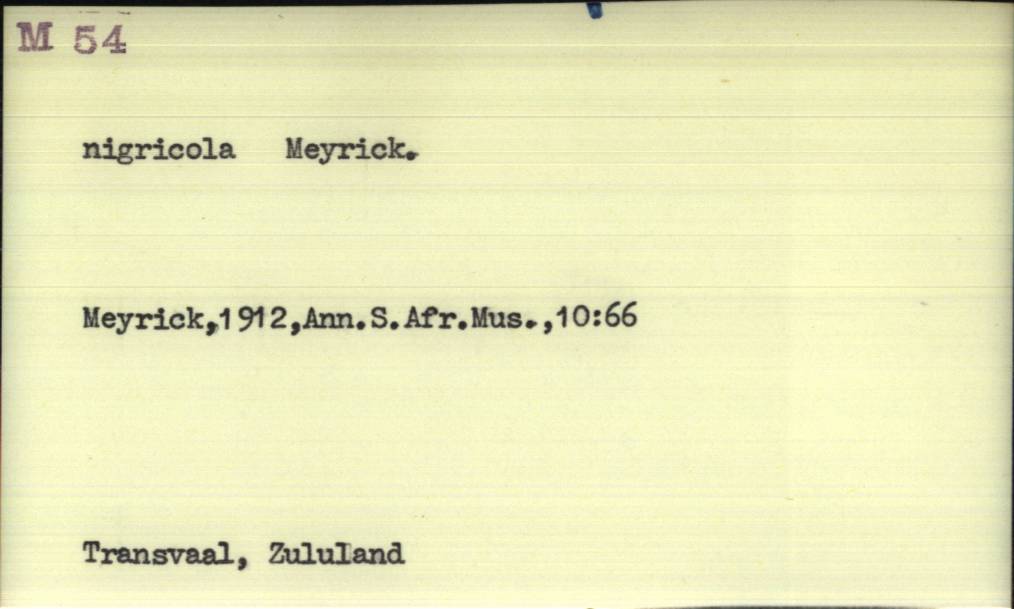 M 54
nigricola Meyrick.
Meyrick,1912,Ann.S.Afr.Mus.,10:66
Transvaal, Zululand